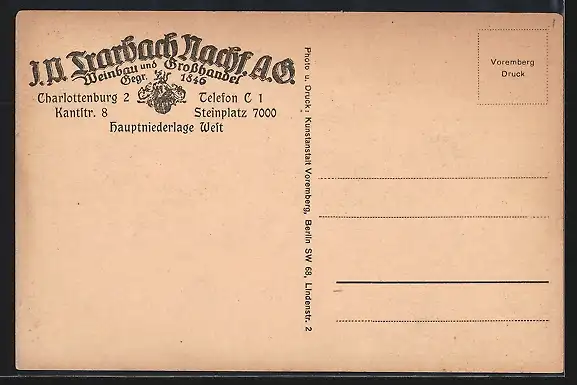 J. P. Trarbach Nachf. A.G.
Weinbau und Großhandel
Gegr. 1846
Charlottenburg 2 Telefon C 1
Kantstr. 8 Steinplatz 7000
Hauptniederlage West
Photo u. Druck: Kunstanstalt Voremberg, Berlin SW 68, Lindenstr. 2
Voremberg
Druck